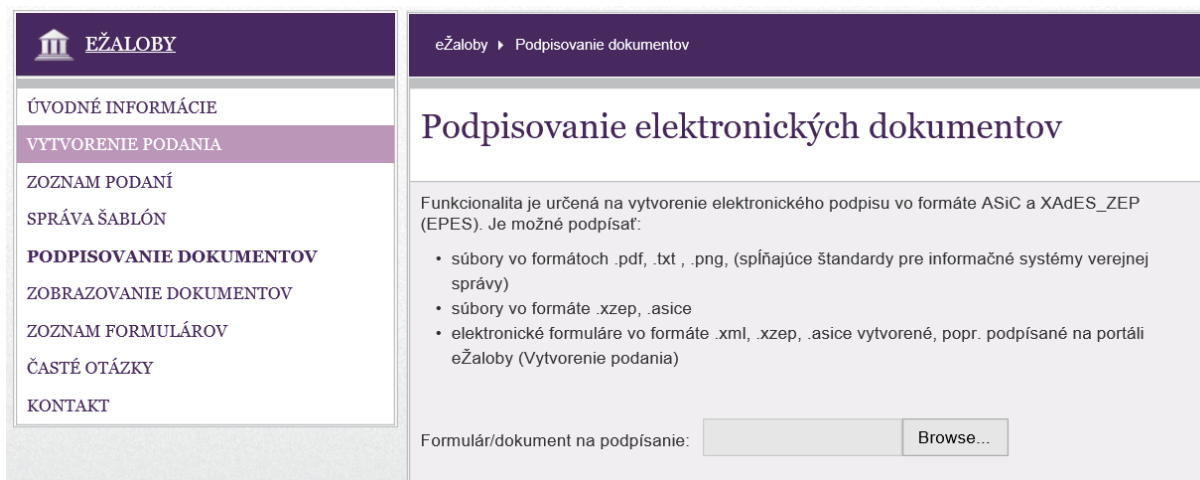 EŽALOBY
ÚVODNÉ INFORMÁCIE
VYTVORENIE PODANIA
ZOZNAM PODANÍ
SPRÁVA ŠABLÓN
PODPISOVANIE DOKUMENTOV
ZOBRAZOVANIE DOKUMENTOV
ZOZNAM FORMULÁROV
ČASTÉ OTÁZKY
KONTAKT
eŽaloby ▸ Podpisovanie dokumentov
Podpisovanie elektronických dokumentov
Funkcionalita je určená na vytvorenie elektronického podpisu vo formáte ASiC a XAdES_ZEP
(EPES). Je možné podpísať:
• súbory vo formátoch .pdf, .txt , .png, (spĺňajúce štandardy pre informačné systémy verejnej
správy)
• súbory vo formáte .xzep, .asice
• elektronické formuláre vo formáte .xml, .xzep, .asice vytvorené, popr. podpísané na portáli
eŽaloby (Vytvorenie podania)
Formulár/dokument na podpísanie: Browse...